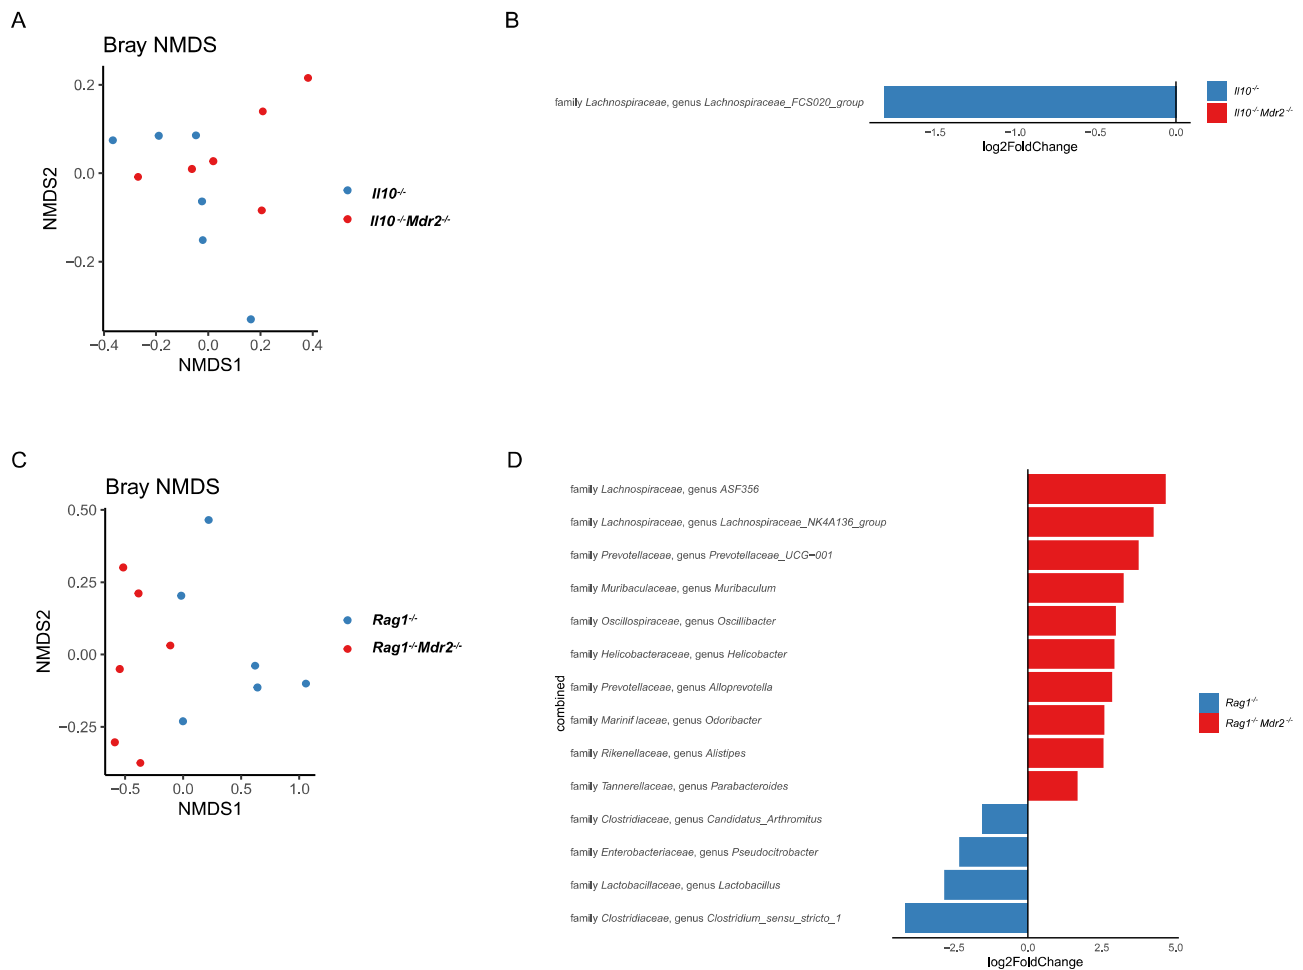 A
Bray NMDS
0.2
0.0
−0.2
−0.4
−0.2
0.0
0.2
0.4
NMDS1
NMDS2
Il10-/-
Il10-/-Mdr2-/-
B
family Lachnospiraceae, genus Lachnospiraceae_FCS020_group
−1.5
−1.0
−0.5
0.0
log2FoldChange
Il10-/-
Il10-/-Mdr2-/-
C
Bray NMDS
0.50
0.25
0.00
−0.25
−0.5
0.0
0.5
1.0
NMDS1
NMDS2
Rag1-/-
Rag1-/-Mdr2-/-
D
family Lachnospiraceae, genus ASF356
family Lachnospiraceae, genus Lachnospiraceae_NK4A136_group
family Prevotellaceae, genus Prevotellaceae_UCG−001
family Muribaculaceae, genus Muribaculum
family Oscillospiraceae, genus Oscillibacter
family Helicobacteraceae, genus Helicobacter
family Prevotellaceae, genus Alloprevotella
family Marinifilaceae, genus Odoribacter
family Rikenellaceae, genus Alistipes
family Tannerellaceae, genus Parabacteroides
family Clostridiaceae, genus Candidatus_Arthromitus
family Enterobacteriaceae, genus Pseudocitrobacter
family Lactobacillaceae, genus Lactobacillus
family Clostridiaceae, genus Clostridium_sensu_stricto_1
combined
−2.5
0.0
2.5
5.0
log2FoldChange
Rag1-/-
Rag1-/-Mdr2-/-